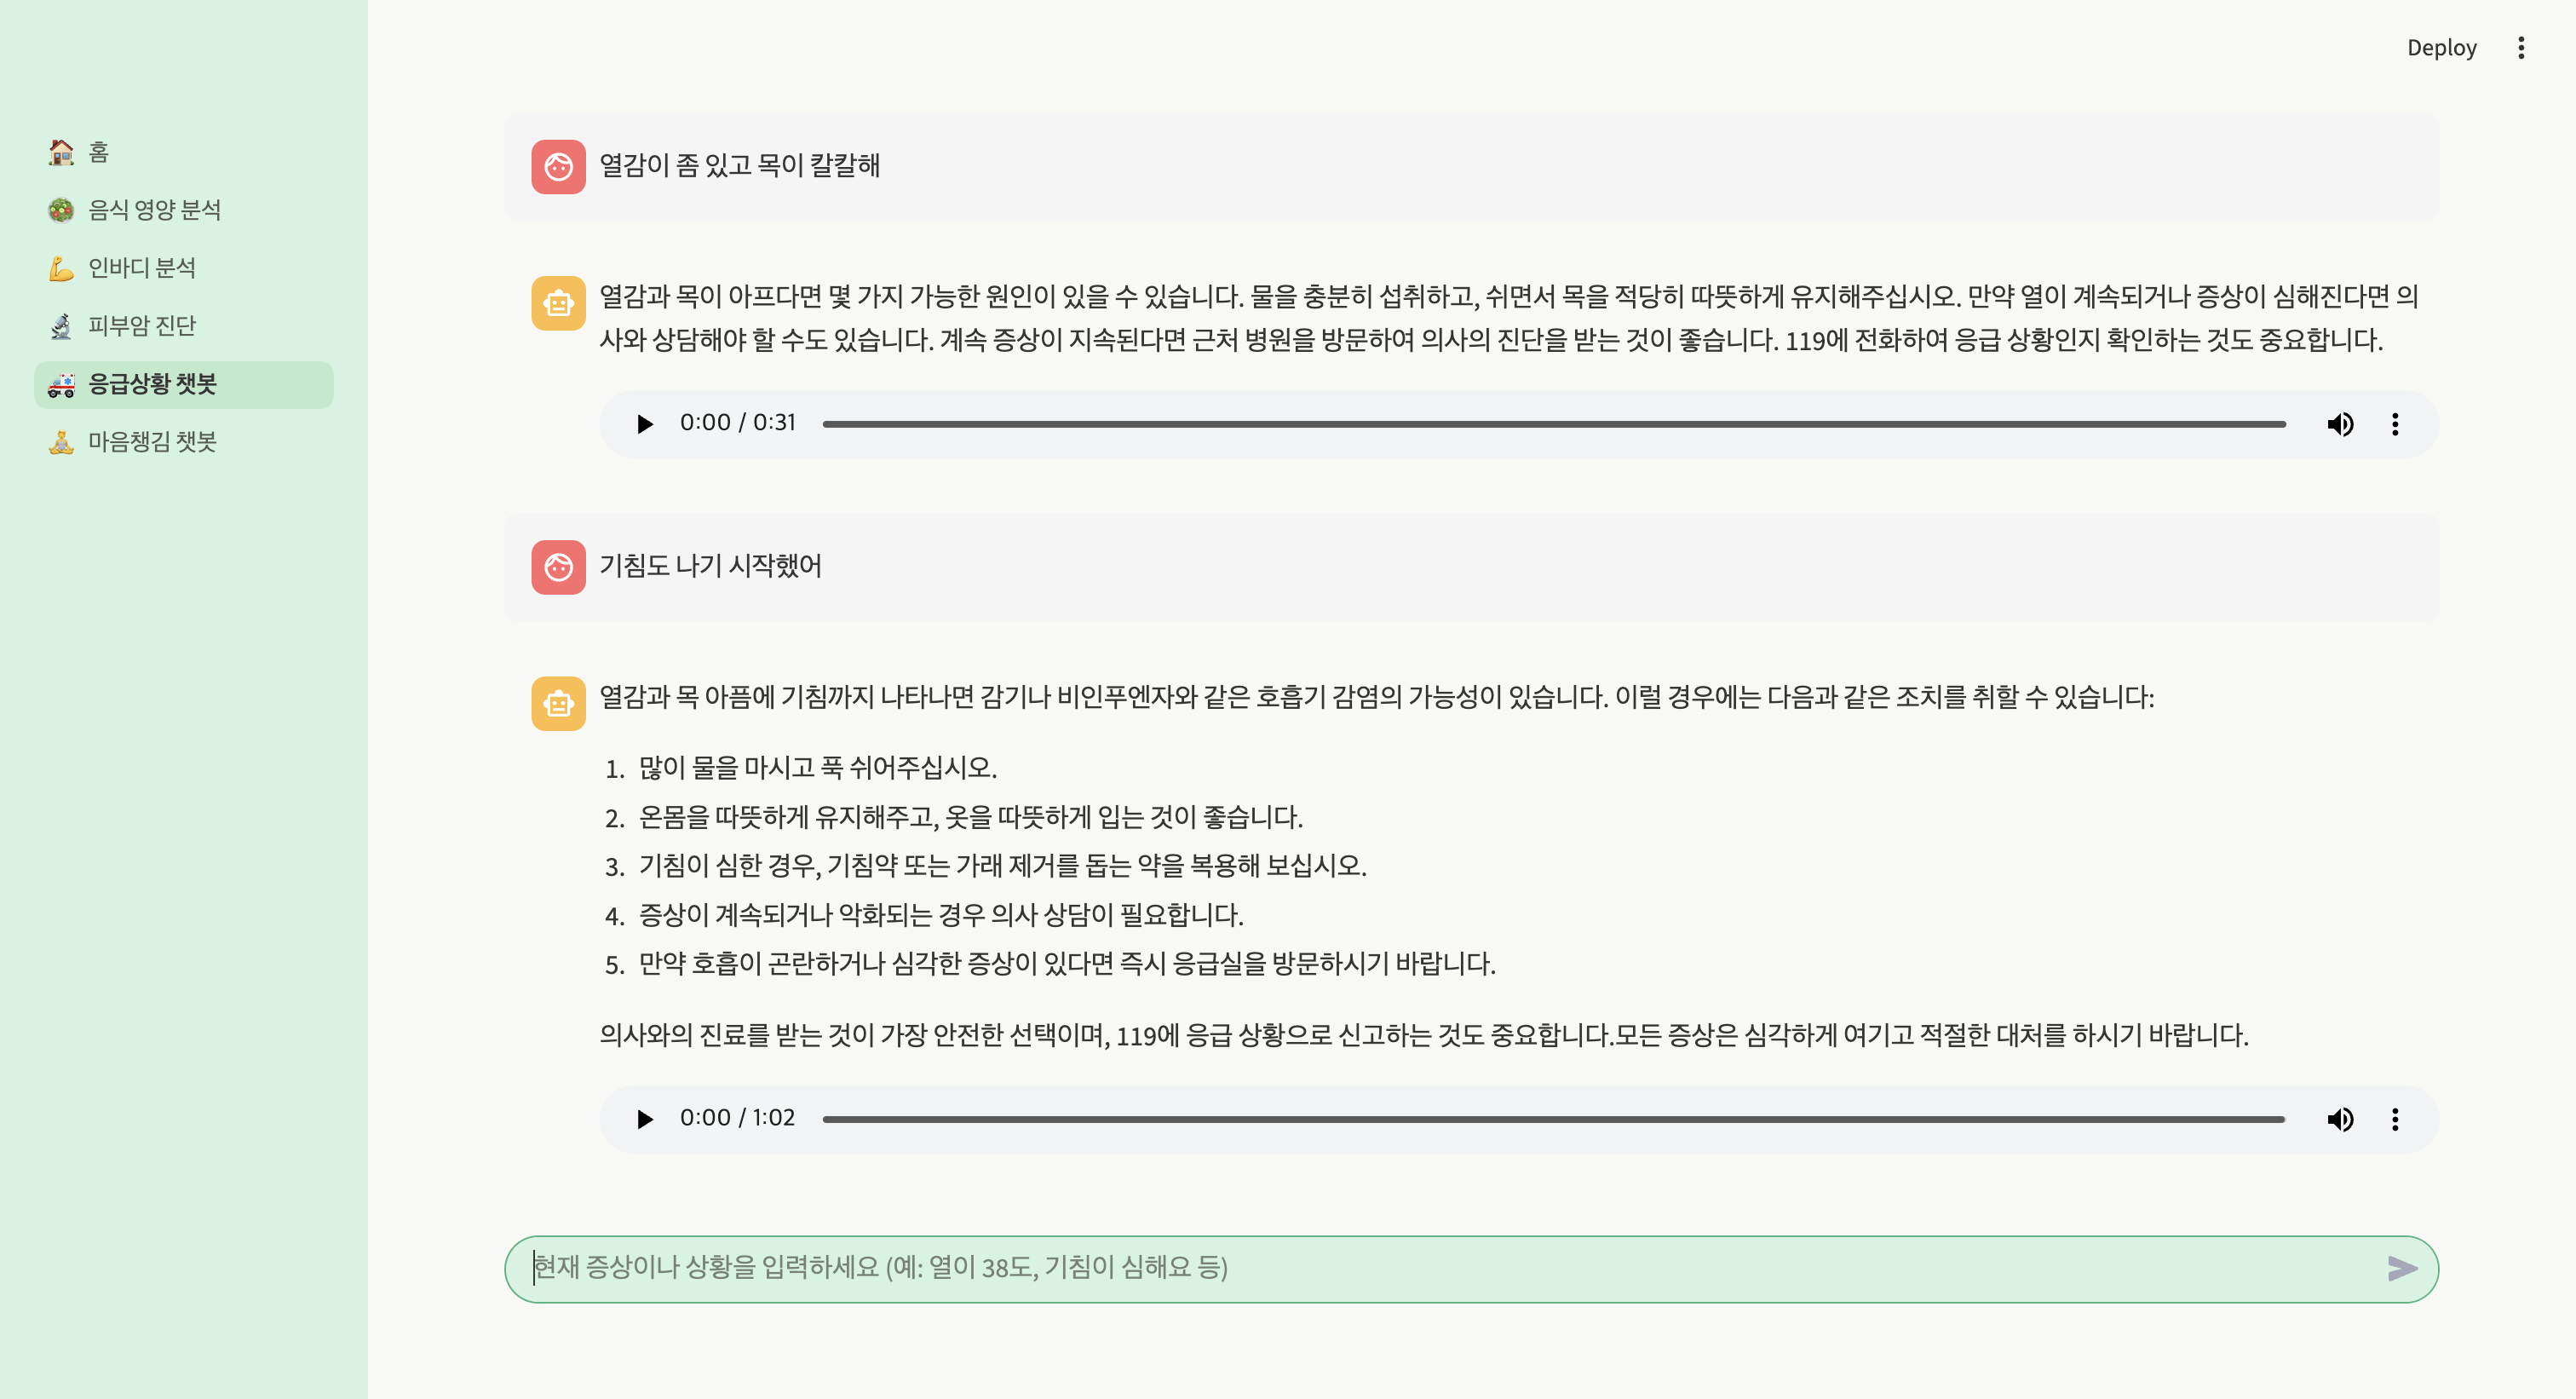 Deploy
홈
음식 영양 분석
인바디 분석
피부암 진단
응급상황 챗봇
마음챙김 챗봇
열감이 좀 있고 목이 칼칼해
열감과 목이 아프다면 몇 가지 가능한 원인이 있을 수 있습니다. 물을 충분히 섭취하고, 쉬면서 목을 적당히 따뜻하게 유지해주십시오. 만약 열이 계속되거나 증상이 심해진다면 의
사와 상담해야 할 수도 있습니다. 계속 증상이 지속된다면 근처 병원을 방문하여 의사의 진단을 받는 것이 좋습니다. 119에 전화하여 응급 상황인지 확인하는 것도 중요합니다.
0:00 / 0:31
기침도 나기 시작했어
열감과 목 아픔에 기침까지 나타나면 감기나 비인푸엔자와 같은 호흡기 감염의 가능성이 있습니다. 이럴 경우에는 다음과 같은 조치를 취할 수 있습니다:
1. 많이 물을 마시고 푹 쉬어주십시오.
2. 온몸을 따뜻하게 유지해주고, 옷을 따뜻하게 입는 것이 좋습니다.
3. 기침이 심한 경우, 기침약 또는 가래 제거를 돕는 약을 복용해 보십시오.
4. 증상이 계속되거나 악화되는 경우 의사 상담이 필요합니다.
5. 만약 호흡이 곤란하거나 심각한 증상이 있다면 즉시 응급실을 방문하시기 바랍니다.
의사와의 진료를 받는 것이 가장 안전한 선택이며, 119에 응급 상황으로 신고하는 것도 중요합니다.모든 증상은 심각하게 여기고 적절한 대처를 하시기 바랍니다.
0:00 / 1:02
현재 증상이나 상황을 입력하세요 (예: 열이 38도, 기침이 심해요 등)